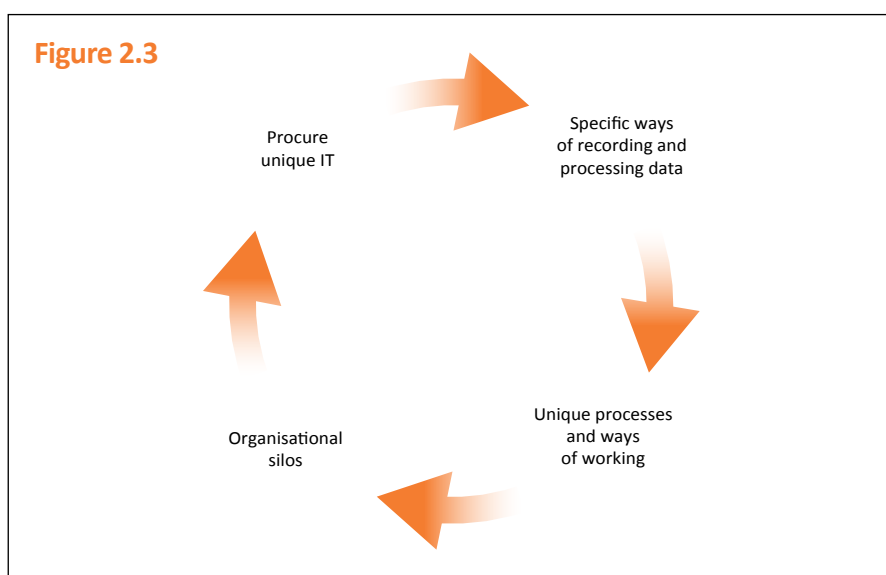 Figure 2.3
Procure
unique IT
Specific ways
of recording and
processing data
Unique processes
and ways
of working
Organisational
silos